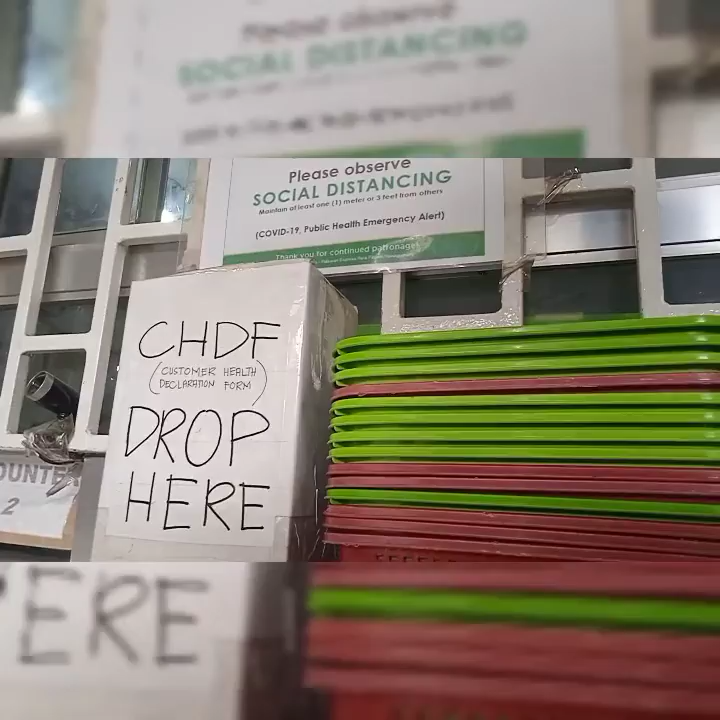 Please observe
SOCIAL DISTANCING
Maintain at least one (1) meter or 3 feet from others
(COVID-19, Public Health Emergency Alert)
Thank you for continued patronage!
CHDF
(CUSTOMER HEALTH
DECLARATION FORM)
DROP
HERE
2